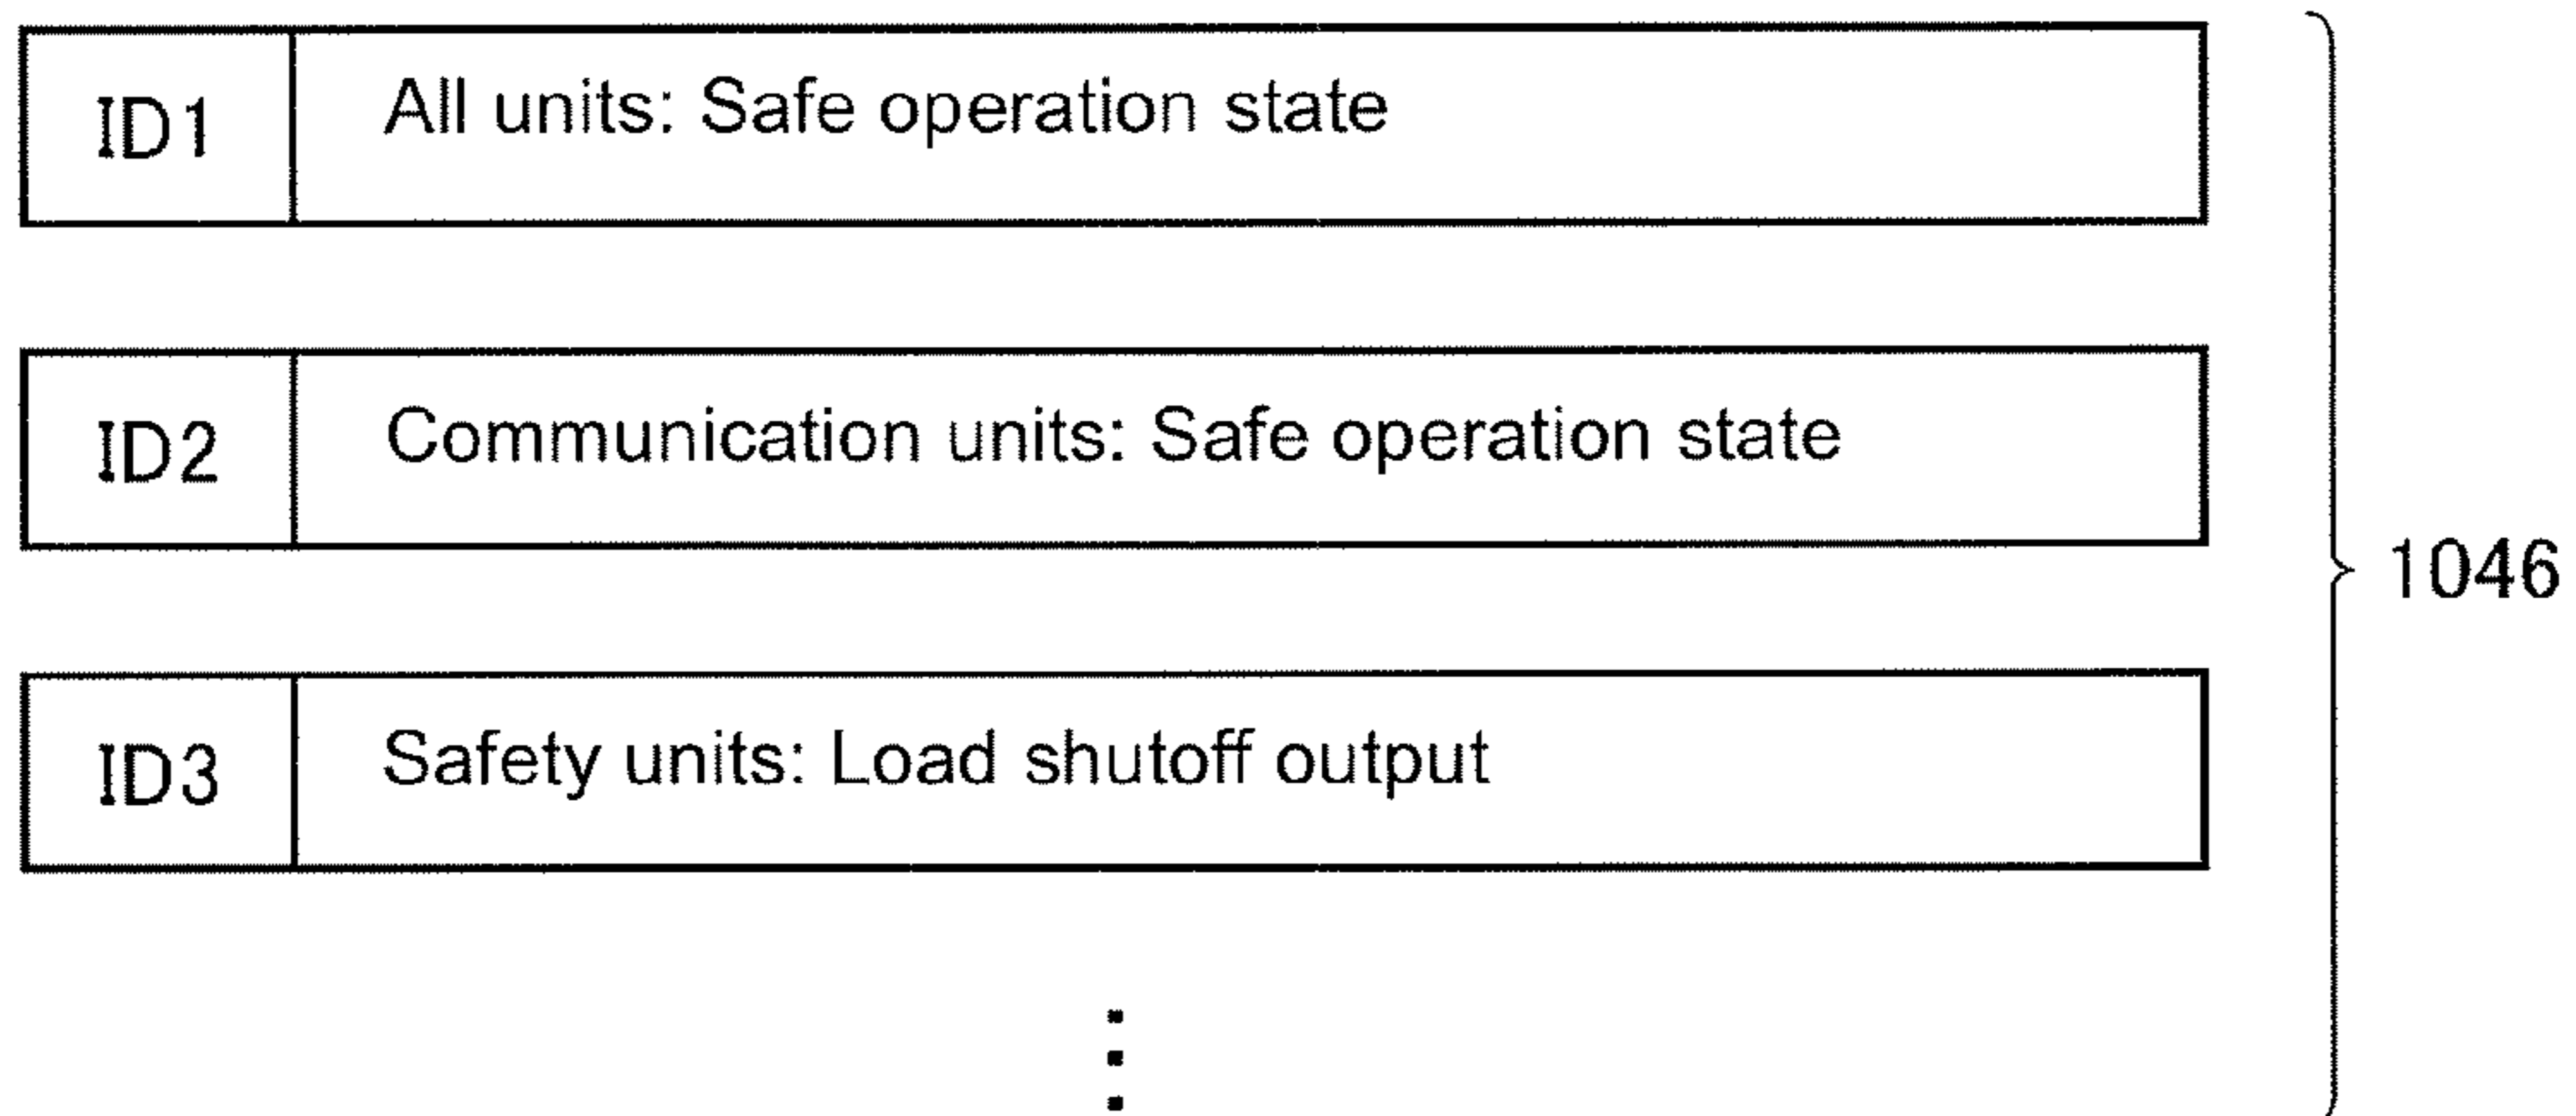 ID1 All units: Safe operation state
ID2 Communication units: Safe operation state
1046
ID3 Safety units: Load shutoff output